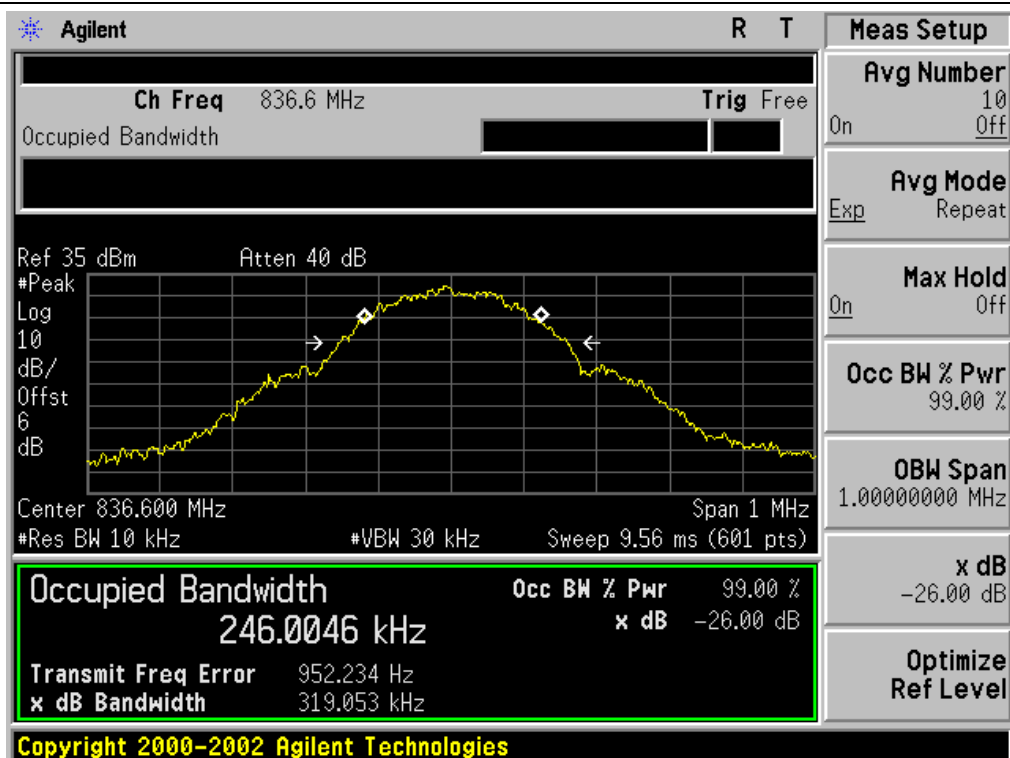 Agilent R T
Ch Freq 836.6 MHz Trig Free
Occupied Bandwidth
Ref 35 dBm Atten 40 dB
#Peak
Log
10
dB/
Offst
6
dB
Center 836.600 MHz Span 1 MHz
#Res BW 10 kHz #VBW 30 kHz Sweep 9.56 ms (601 pts)
Occupied Bandwidth Occ BW % Pwr 99.00 %
246.0046 kHz x dB -26.00 dB
Transmit Freq Error 952.234 Hz
x dB Bandwidth 319.053 kHz
Copyright 2000-2002 Agilent Technologies
Meas Setup
Avg Number
10
On Off
Avg Mode
Exp Repeat
Max Hold
On Off
Occ BW % Pwr
99.00 %
OBW Span
1.00000000 MHz
x dB
-26.00 dB
Optimize
Ref Level